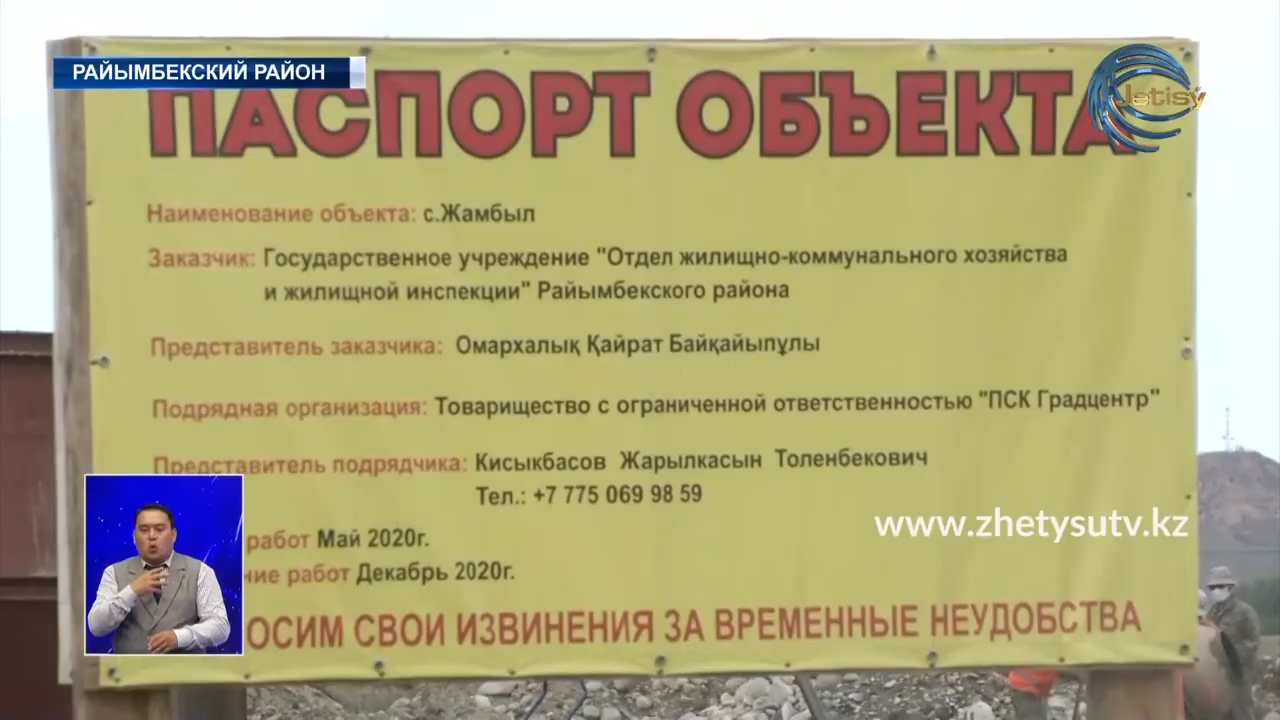 РАЙЫМБЕКСКИЙ РАЙОН
Jetisý
ПАСПОРТ ОБЪЕКТА
Наименование объекта: с.Жамбыл
Заказчик: Государственное учреждение "Отдел жилищно-коммунального хозяйства
и жилищной инспекции" Райымбекского района
Представитель заказчика: Омархалық Қайрат Байқайыпұлы
Подрядная организация: Товарищество с ограниченной ответственностью "ПСК Градцентр"
Представитель подрядчика: Кисыкбасов Жарылкасын Толенбекович
Тел.: +7 775 069 98 59
www.zhetysutv.kz
работ Май 2020г.
работ Декабрь 2020г.
СВОИ ИЗВИНЕНИЯ ЗА ВРЕМЕННЫЕ НЕУДОБСТВА